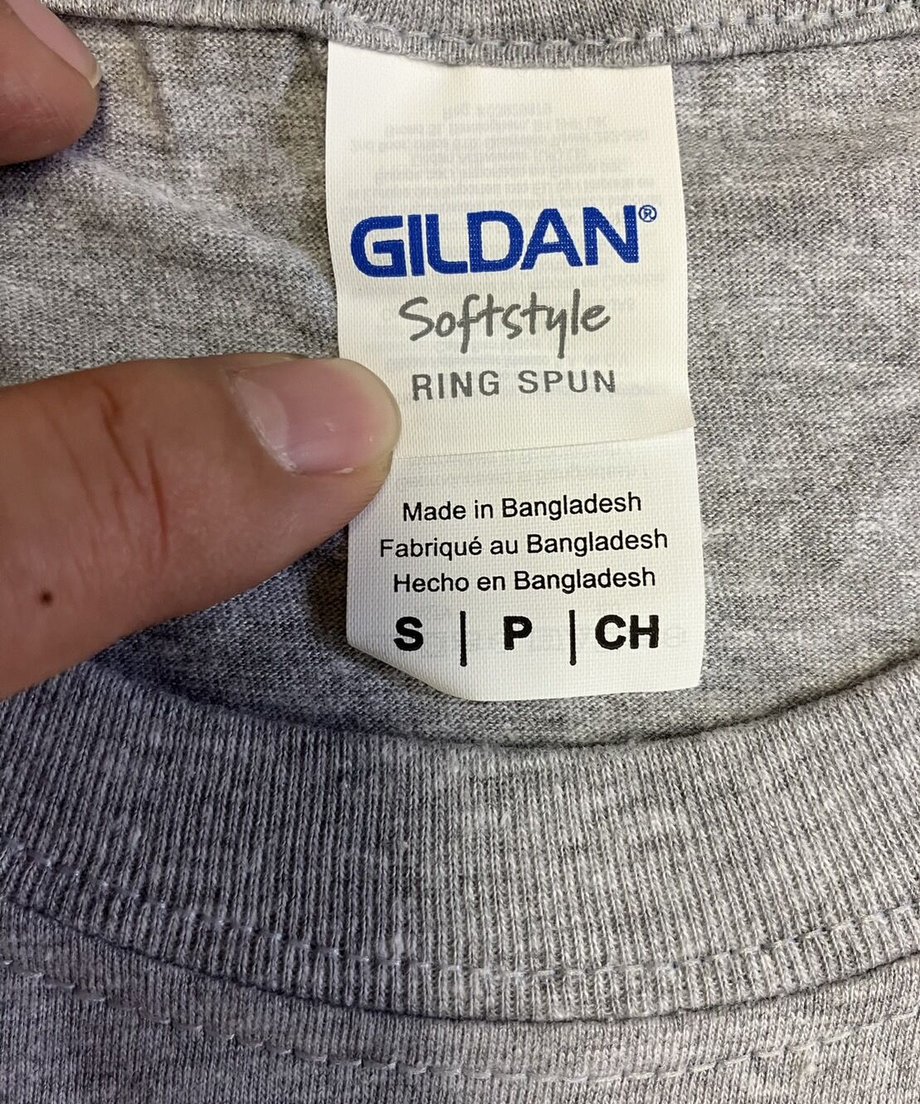 GILDAN®
Softstyle
RING SPUN
Made in Bangladesh
Fabriqué au Bangladesh
Hecho en Bangladesh
S | P | CH